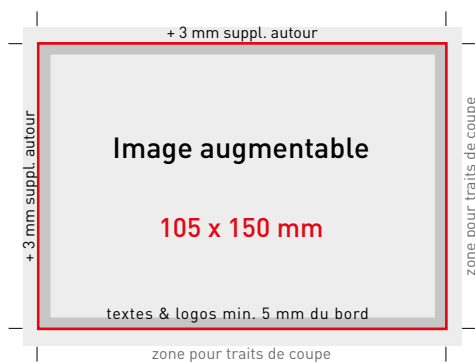 + 3 mm suppl. autour
+ 3 mm suppl. autour
Image augmentable
105 x 150 mm
textes & logos min. 5 mm du bord
zone pour traits de coupe
zone pour traits de coupe